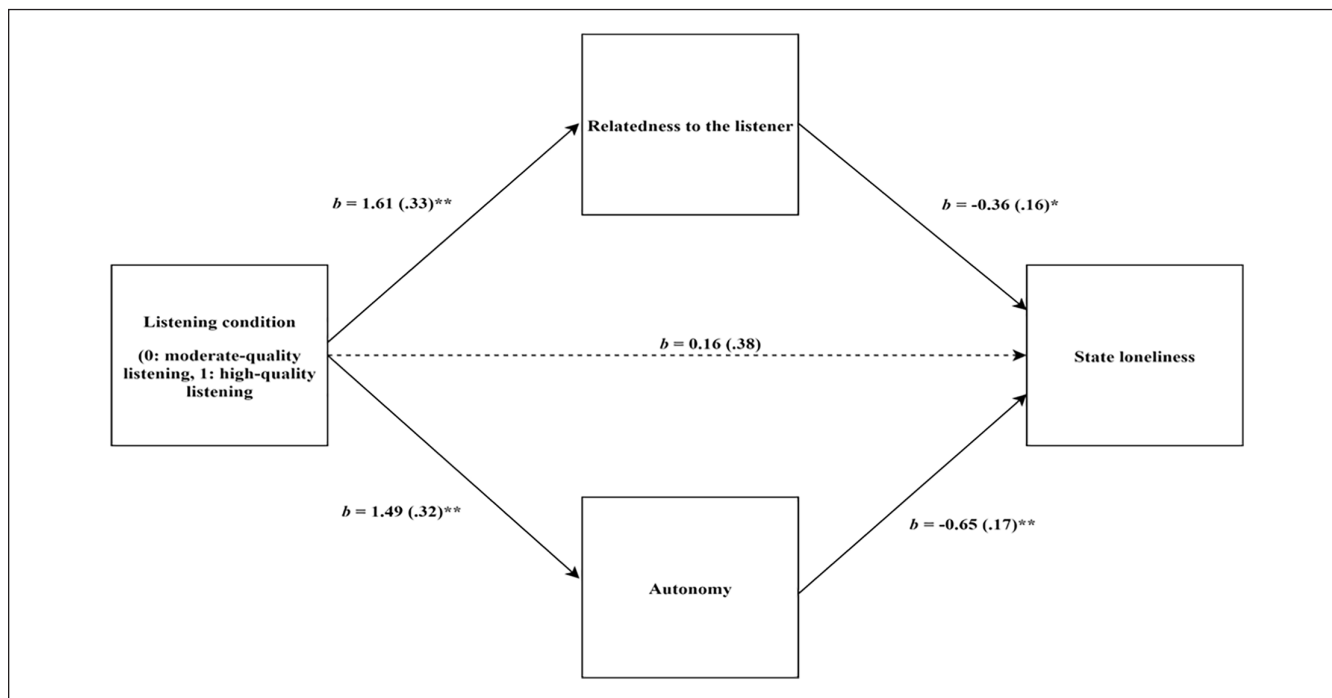 Relatedness to the listener
b = 1.61 (.33)**
b = -0.36 (.16)*
Listening condition
(0: moderate-quality
listening, 1: high-quality
listening
b = 0.16 (.38)
State loneliness
b = 1.49 (.32)**
b = -0.65 (.17)**
Autonomy